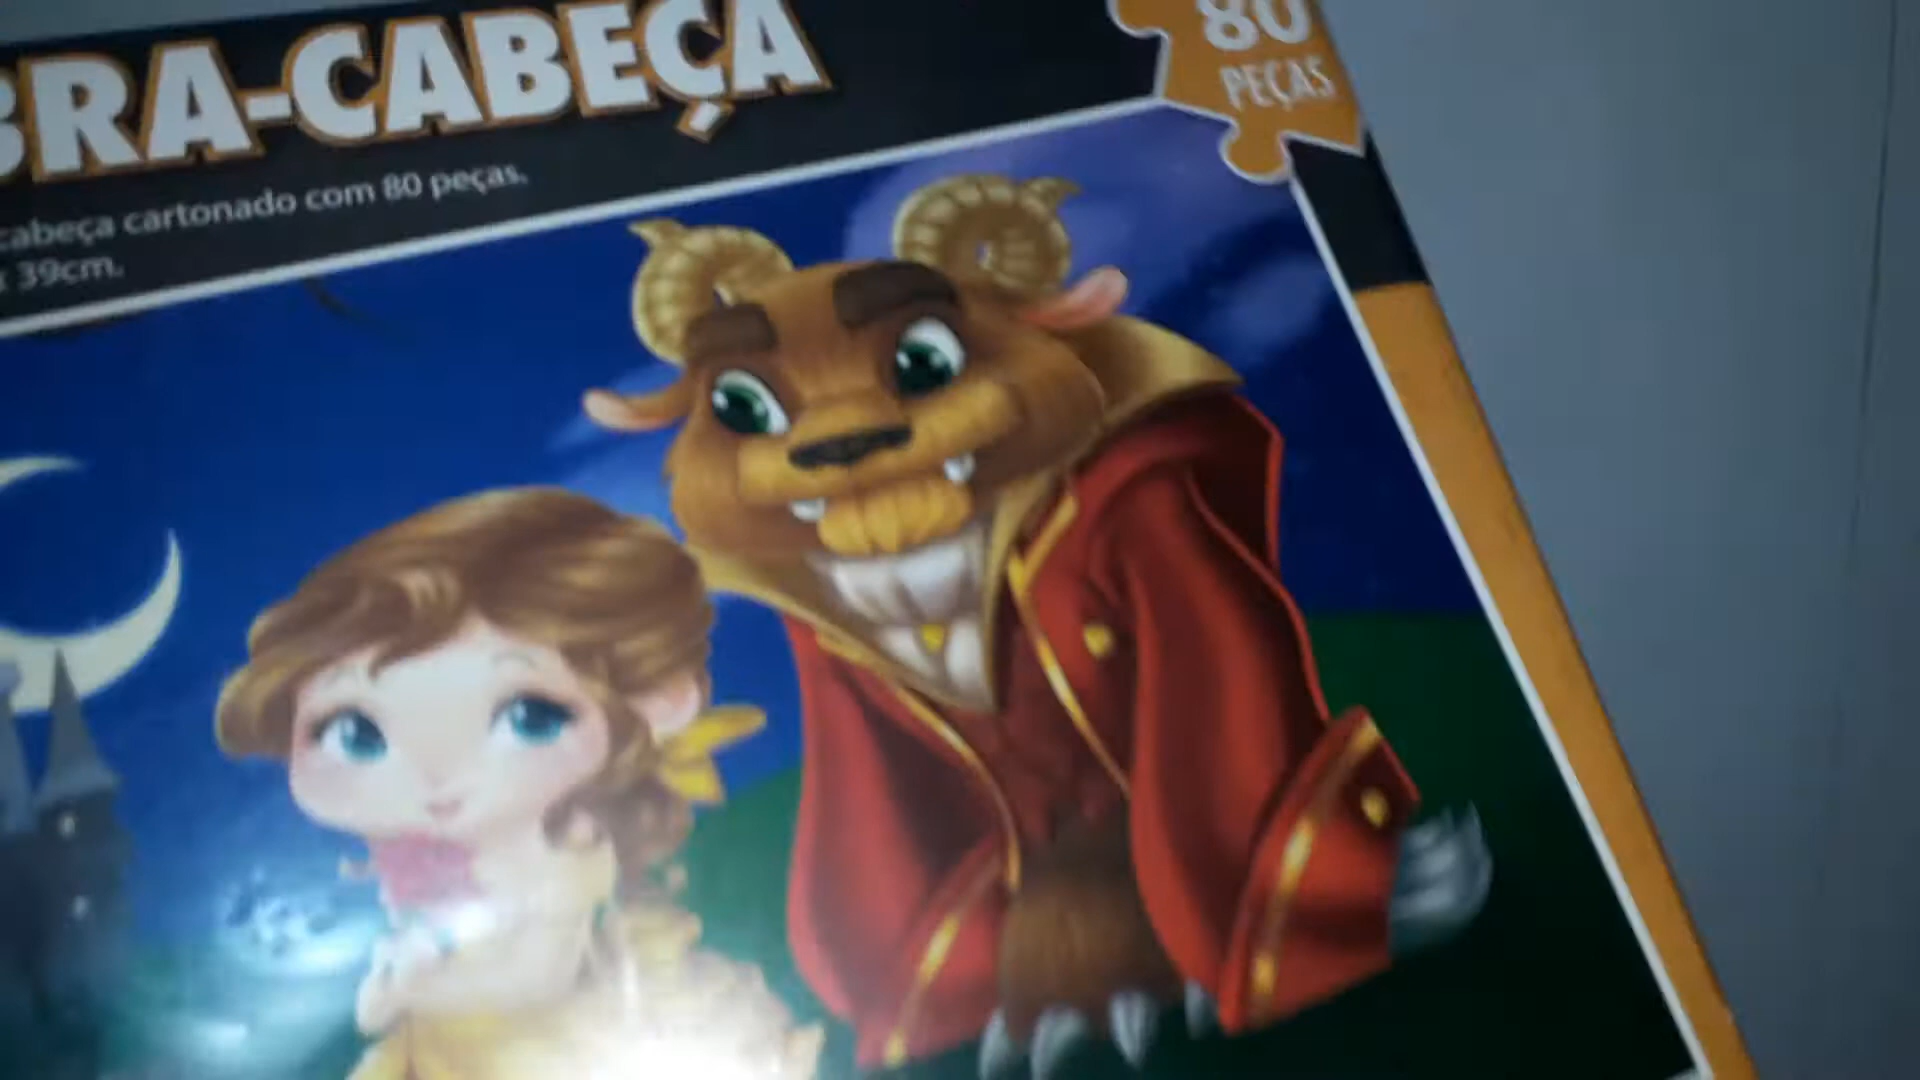 BRA-CABEÇA
80
PEÇAS
cabeça cartonado com 80 peças.
x 39cm.